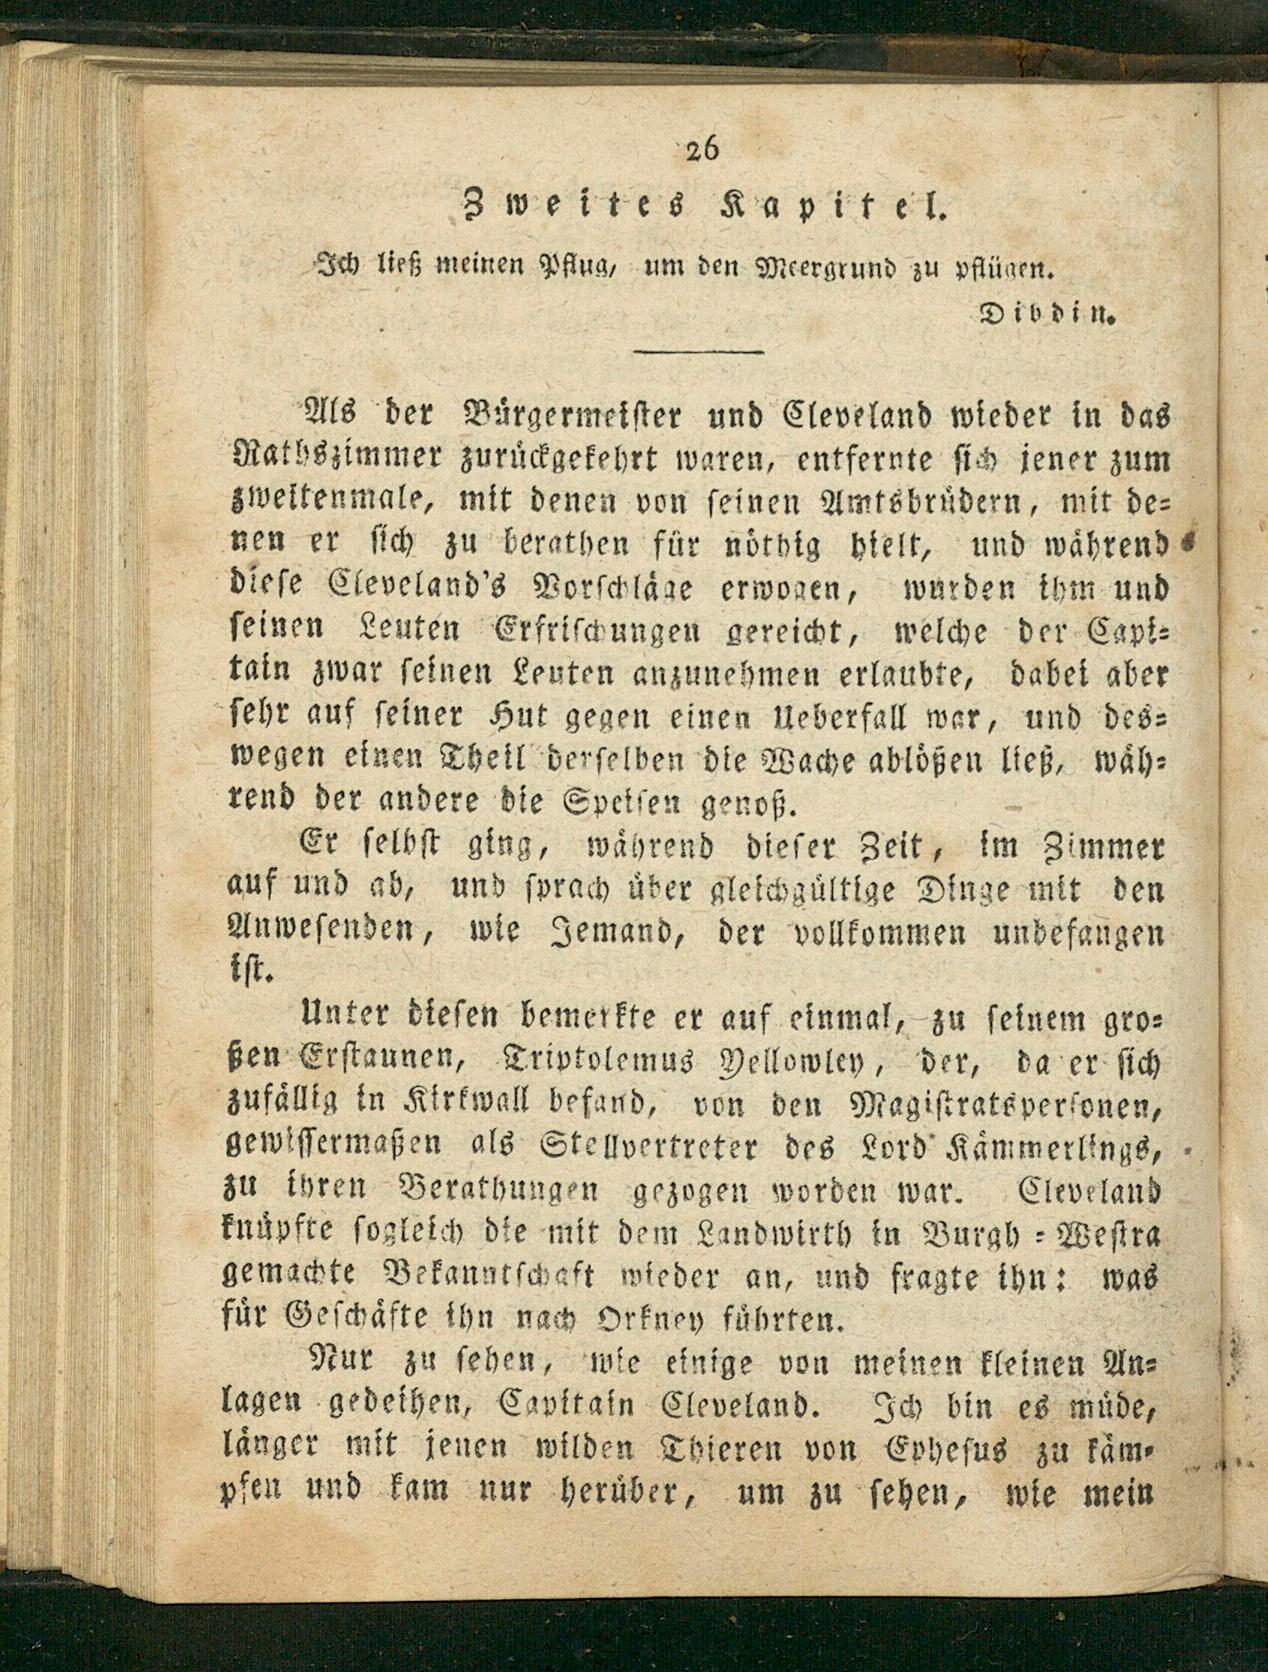 26
Zweites Kapitel.
Ich ließ meinen Pflug, um den Meergrund zu pflügen.
Dibdin.
Als der Bürgermeister und Cleveland wieder in das
Rathszimmer zurückgekehrt waren, entfernte sich jener zum
zweitenmale, mit denen von seinen Amtsbrüdern, mit de-
nen er sich zu berathen für nöthig hielt, und während
diese Cleveland's Vorschläge erwogen, wurden ihm und
seinen Leuten Erfrischungen gereicht, welche der Capi-
tain zwar seinen Leuten anzunehmen erlaubte, dabei aber
sehr auf seiner Hut gegen einen Ueberfall war, und des-
wegen einen Theil derselben die Wache ablößen ließ, wäh-
rend der andere die Speisen genoß.
Er selbst ging, während dieser Zeit, im Zimmer
auf und ab, und sprach über gleichgültige Dinge mit den
Anwesenden, wie Jemand, der vollkommen unbefangen
ist.
Unter diesen bemerkte er auf einmal, zu seinem gro-
ßen Erstaunen, Triptolemus Yellowley, der, da er sich
zufällig in Kirkwall befand, von den Magistratspersonen,
gewissermaßen als Stellvertreter des Lord Kämmerlings,
zu ihren Berathungen gezogen worden war. Cleveland
knüpfte sogleich die mit dem Landwirth in Burgh-Westra
gemachte Bekanntschaft wieder an, und fragte ihn: was
für Geschäfte ihn nach Orkney führten.
Nur zu sehen, wie einige von meinen kleinen An-
lagen gedeihen, Capitain Cleveland. Ich bin es müde,
länger mit jenen wilden Thieren von Ephesus zu käm-
pfen und kam nur herüber, um zu sehen, wie mein